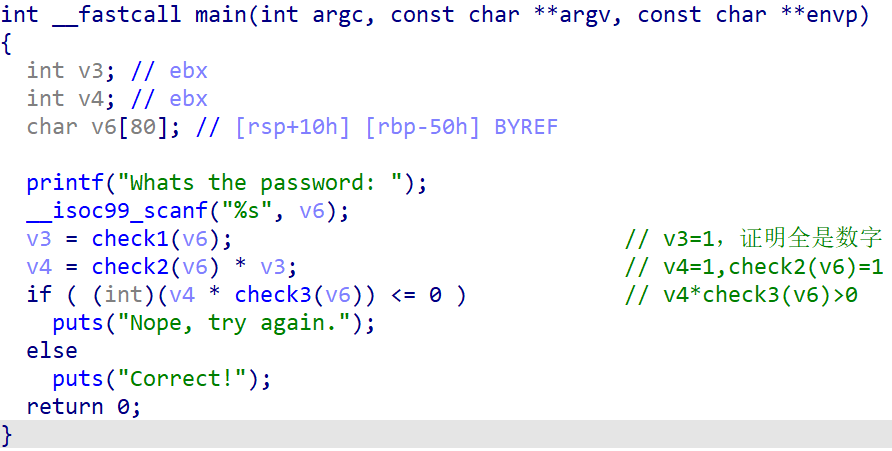 int __fastcall main(int argc, const char **argv, const char **envp)
{
  int v3; // ebx
  int v4; // ebx
  char v6[80]; // [rsp+10h] [rbp-50h] BYREF

  printf("Whats the password: ");
  __isoc99_scanf("%s", v6);
  v3 = check1(v6);                              // v3=1，证明全是数字
  v4 = check2(v6) * v3;                         // v4=1,check2(v6)=1
  if ( (int)(v4 * check3(v6)) <= 0 )            // v4*check3(v6)>0
    puts("Nope, try again.");
  else
    puts("Correct!");
  return 0;
}